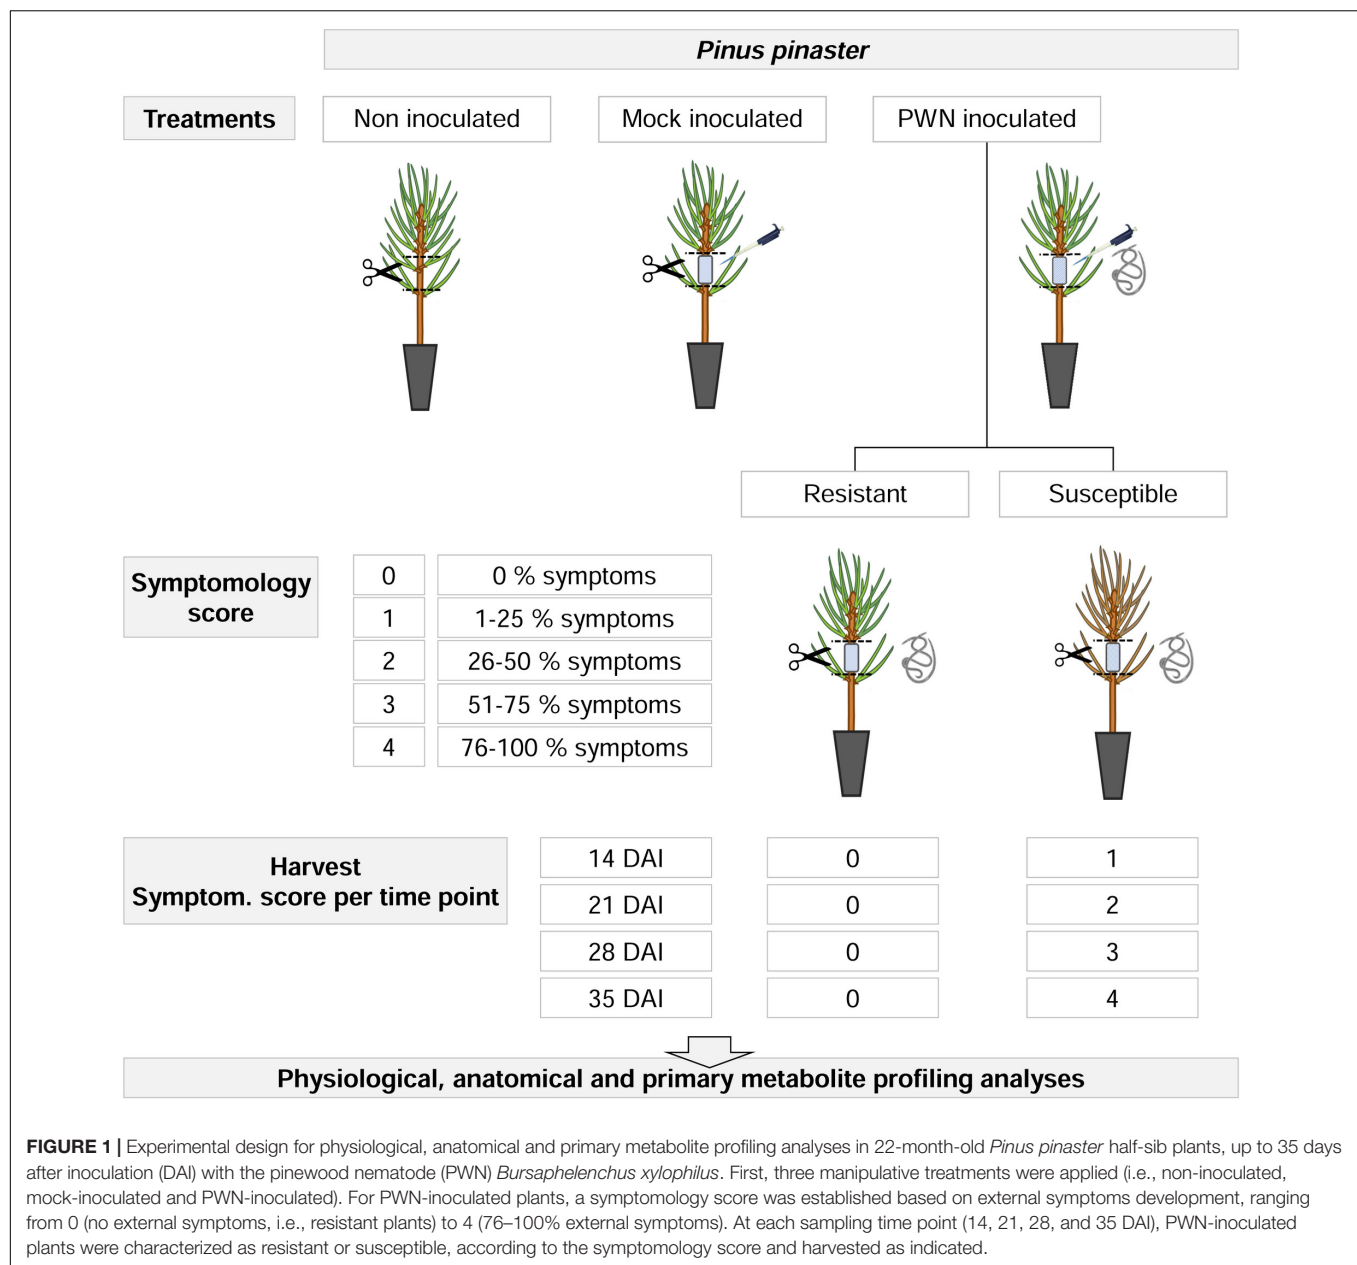 Pinus pinaster
Treatments
Non inoculated
Mock inoculated
PWN inoculated
Resistant
Susceptible
Symptomology
score
0
0 % symptoms
1
1-25 % symptoms
2
26-50 % symptoms
3
51-75 % symptoms
4
76-100 % symptoms
Harvest
Symptom. score per time point
14 DAI
0
1
21 DAI
0
2
28 DAI
0
3
35 DAI
0
4
Physiological, anatomical and primary metabolite profiling analyses
FIGURE 1 | Experimental design for physiological, anatomical and primary metabolite profiling analyses in 22-month-old Pinus pinaster half-sib plants, up to 35 days
after inoculation (DAI) with the pinewood nematode (PWN) Bursaphelenchus xylophilus. First, three manipulative treatments were applied (i.e., non-inoculated,
mock-inoculated and PWN-inoculated). For PWN-inoculated plants, a symptomology score was established based on external symptoms development, ranging
from 0 (no external symptoms, i.e., resistant plants) to 4 (76–100% external symptoms). At each sampling time point (14, 21, 28, and 35 DAI), PWN-inoculated
plants were characterized as resistant or susceptible, according to the symptomology score and harvested as indicated.